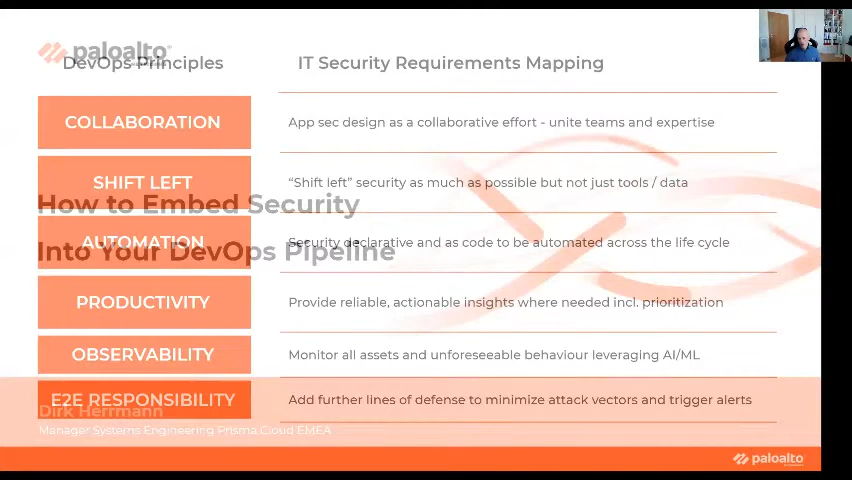 paloalto
DevOps Principles
IT Security Requirements Mapping
COLLABORATION
App sec design as a collaborative effort - unite teams and expertise
SHIFT LEFT
“Shift left” security as much as possible but not just tools / data
How to Embed Security
AUTOMATION
Security declarative and as code to be automated across the life cycle
Into Your DevOps Pipeline
PRODUCTIVITY
Provide reliable, actionable insights where needed incl. prioritization
OBSERVABILITY
Monitor all assets and unforeseeable behaviour leveraging AI/ML
E2E RESPONSIBILITY
Add further lines of defense to minimize attack vectors and trigger alerts
Dirk Herrmann
Manager Systems Engineering Prisma Cloud EMEA
paloalto